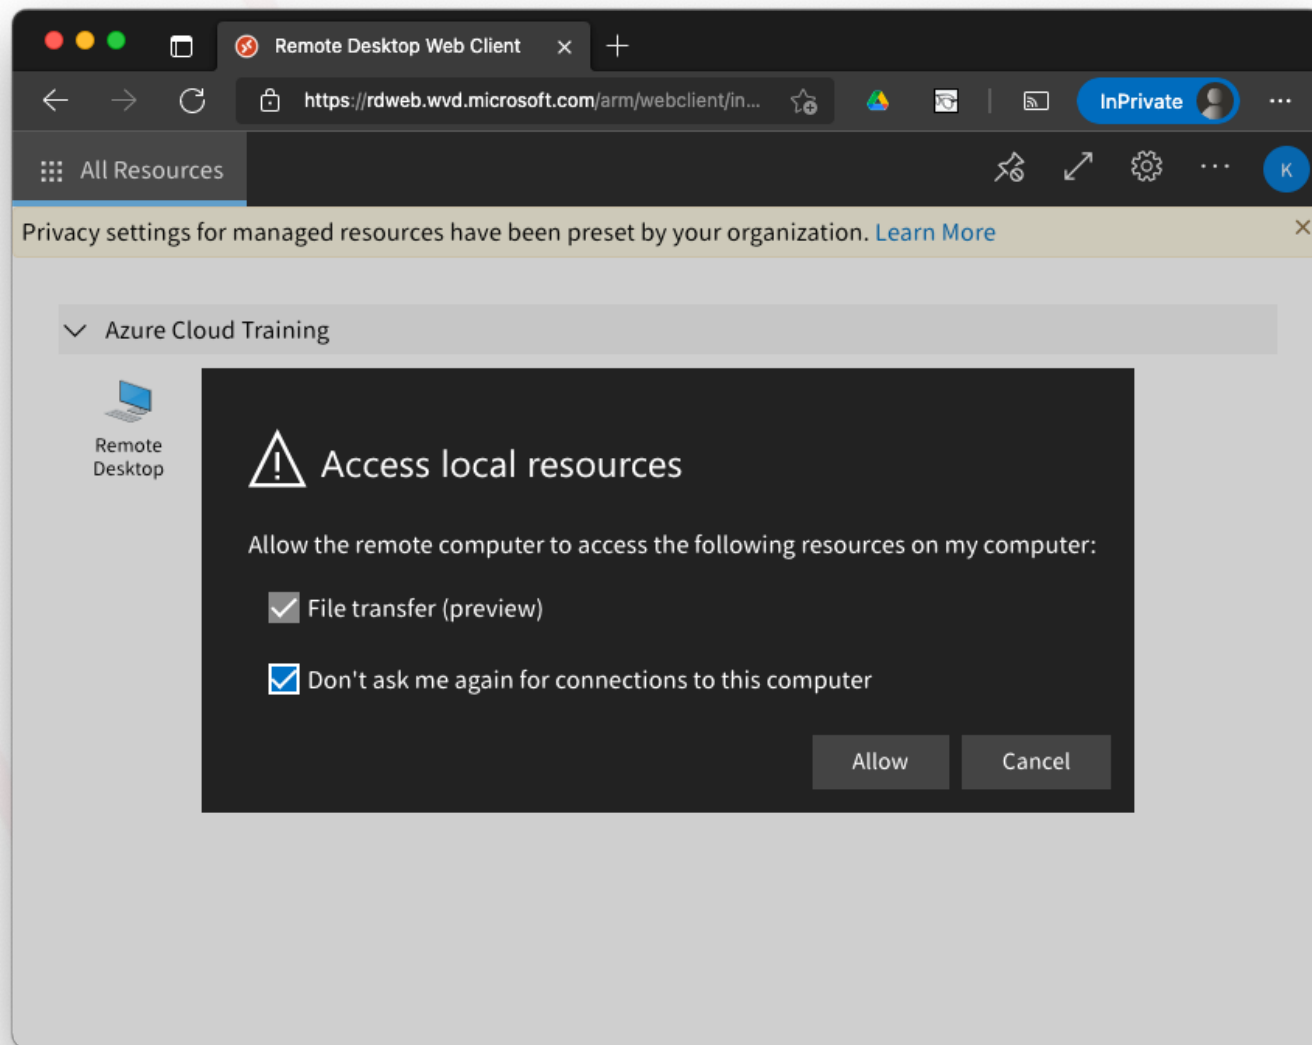 Remote Desktop Web Client
https://rdweb.wvd.microsoft.com/arm/webclient/in...
InPrivate
All Resources
K
Privacy settings for managed resources have been preset by your organization. Learn More
Azure Cloud Training
Remote
Desktop
Access local resources
Allow the remote computer to access the following resources on my computer:
File transfer (preview)
Don't ask me again for connections to this computer
Allow
Cancel